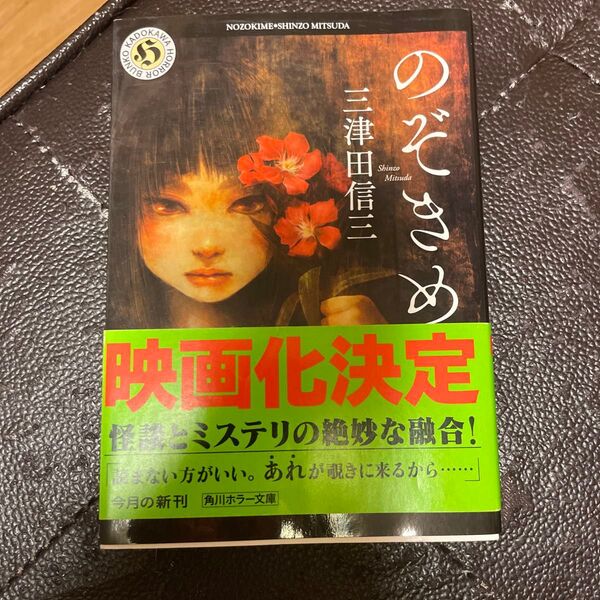 NOZOKIME●SHINZO MITSUDA
BUNKO KADOKAWA HORROR
H
のぞきめ
三津田信三
Shinzo
Mitsuda
映画化決定
怪談とミステリの絶妙な融合!
「読まない方がいい。あれが覗きに来るから……」
今月の新刊 角川ホラー文庫